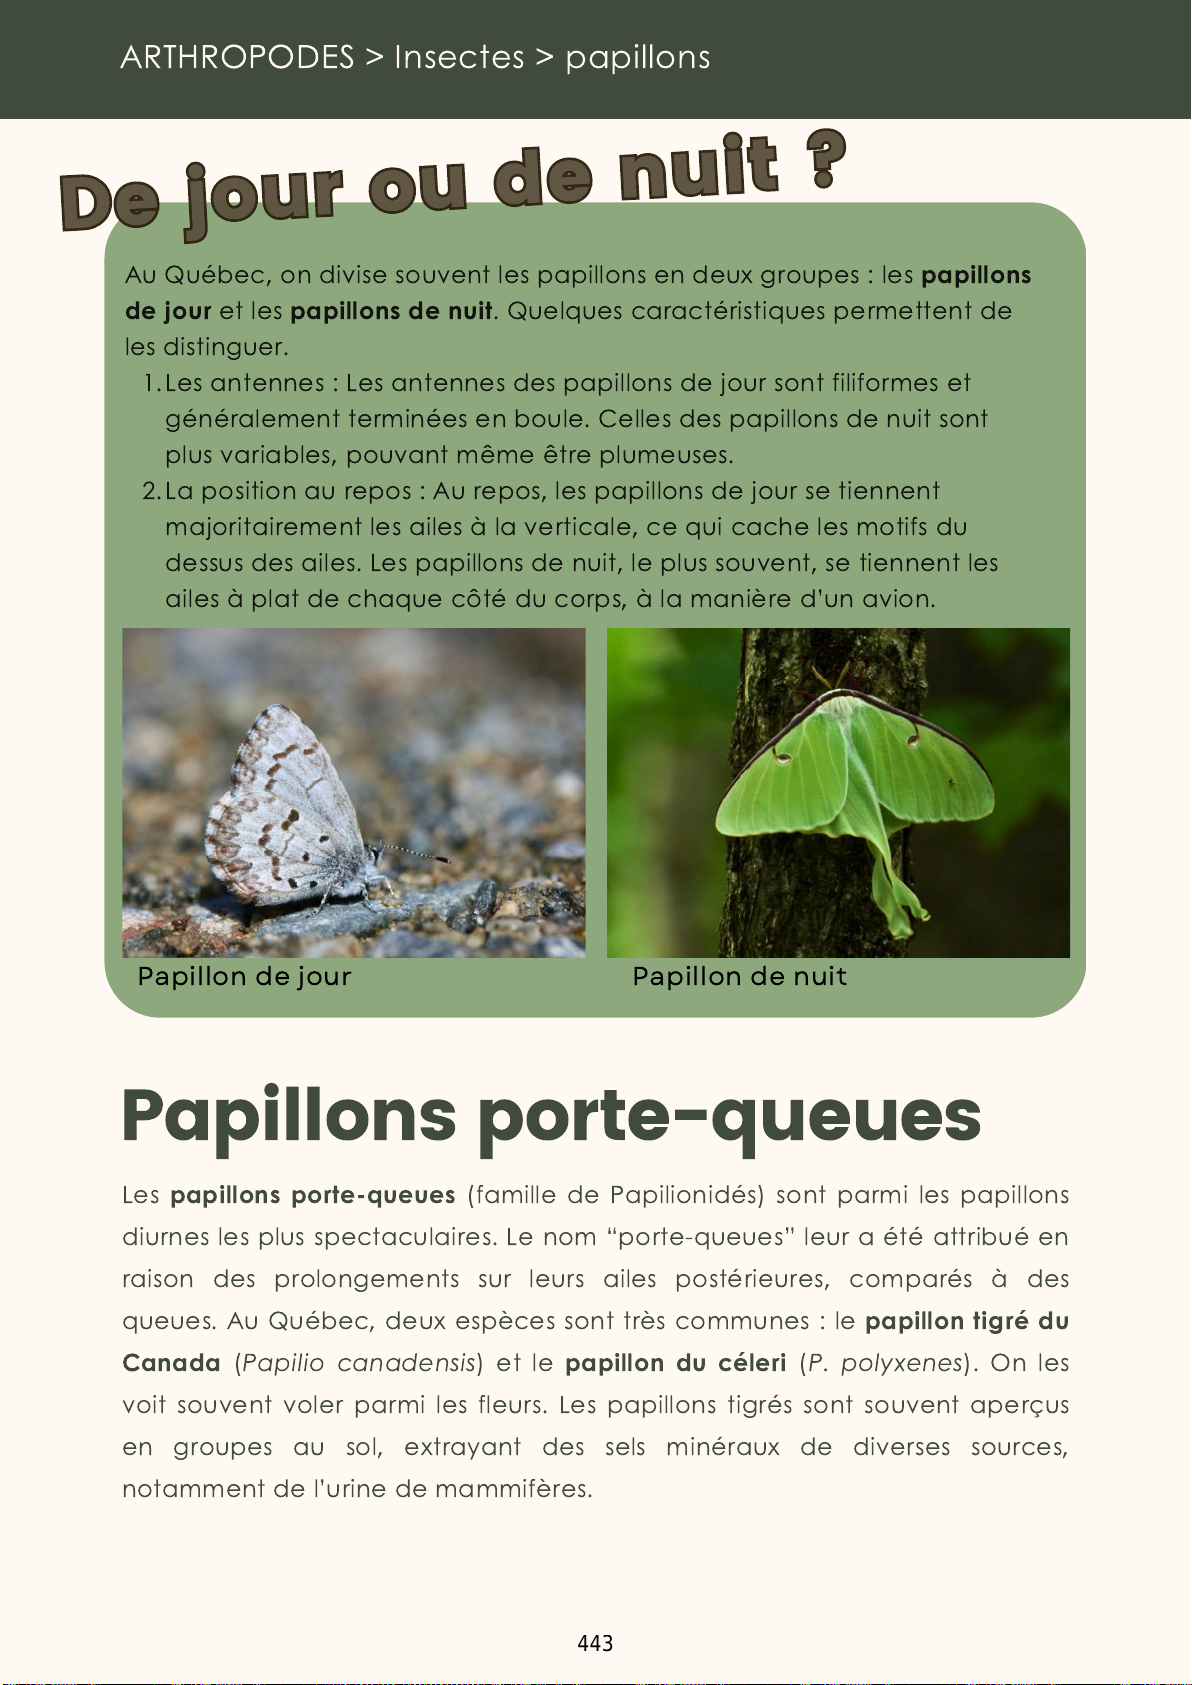 ARTHROPODES > Insectes > papillons
De jour ou de nuit ?
Au Québec, on divise souvent les papillons en deux groupes : les papillons
de jour et les papillons de nuit. Quelques caractéristiques permettent de
les distinguer.
1. Les antennes : Les antennes des papillons de jour sont filiformes et
généralement terminées en boule. Celles des papillons de nuit sont
plus variables, pouvant même être plumeuses.
2. La position au repos : Au repos, les papillons de jour se tiennent
majoritairement les ailes à la verticale, ce qui cache les motifs du
dessus des ailes. Les papillons de nuit, le plus souvent, se tiennent les
ailes à plat de chaque côté du corps, à la manière d'un avion.
Papillon de jour
Papillon de nuit
Papillons porte-queues
Les papillons porte-queues (famille de Papilionidés) sont parmi les papillons
diurnes les plus spectaculaires. Le nom “porte-queues” leur a été attribué en
raison des prolongements sur leurs ailes postérieures, comparés à des
queues. Au Québec, deux espèces sont très communes : le papillon tigré du
Canada (Papilio canadensis) et le papillon du céleri (P. polyxenes). On les
voit souvent voler parmi les fleurs. Les papillons tigrés sont souvent aperçus
en groupes au sol, extrayant des sels minéraux de diverses sources,
notamment de l'urine de mammifères.
443